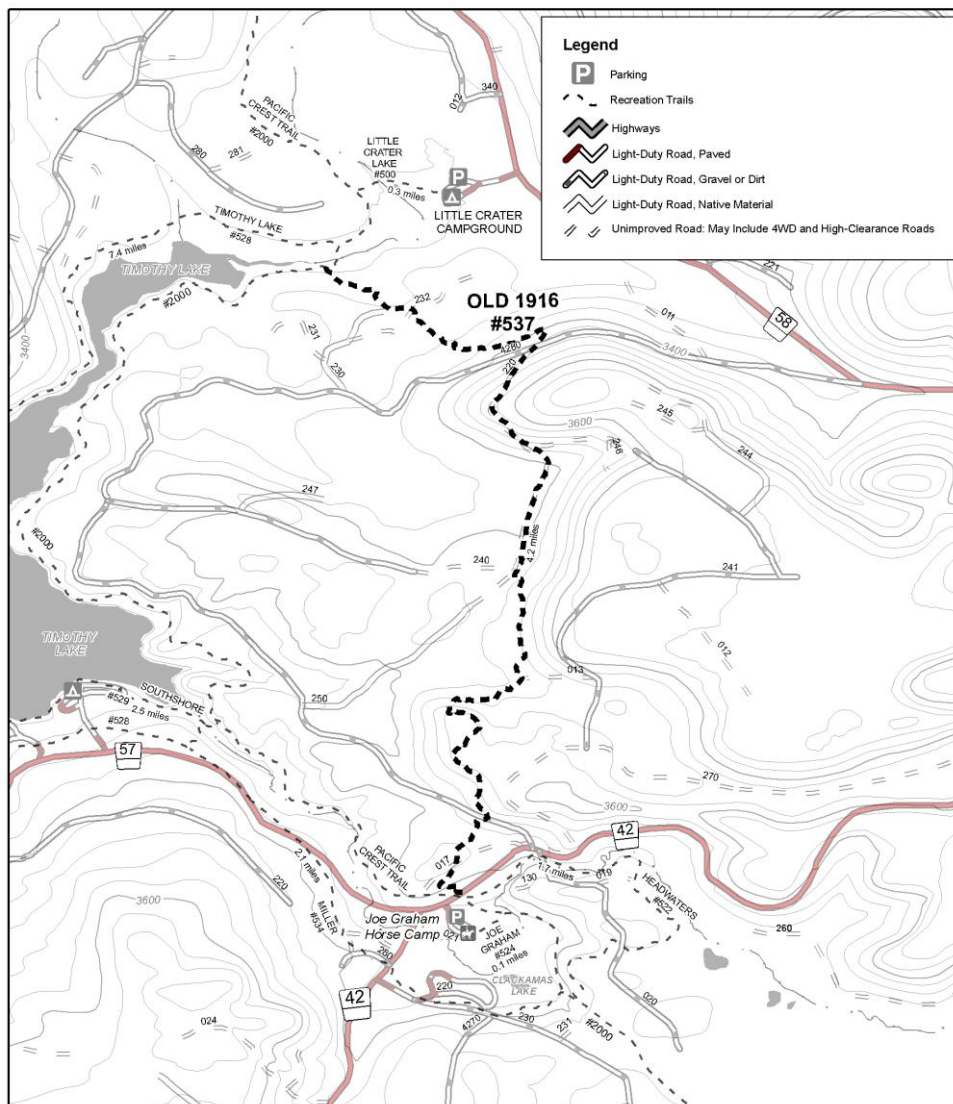 Legend
P
Parking
Recreation Trails
Highways
Light-Duty Road, Paved
Light-Duty Road, Gravel or Dirt
Light-Duty Road, Native Material
Unimproved Road: May Include 4WD and High-Clearance Roads
340
012
PACIFIC
CREST TRAIL
#2000
280
281
LITTLE
CRATER
LAKE
#500
0.3 miles
P
LITTLE CRATER
CAMPGROUND
TIMOTHY LAKE
#528
7.4 miles
TIMOTHY LAKE
#2000
3400
221
58
OLD 1916
#537
232
231
230
011
4280
220
3400
3600
245
246
244
247
240
4.2 miles
241
#2000
012
013
TIMOTHY
LAKE
SOUTHSHORE
#529
2.5 miles
#528
250
57
270
3600
42
017
1.7 miles
019
130
HEADWATERS
#522
PACIFIC
CREST TRAIL
2.1 miles
220
3600
MILLER
#534
Joe Graham
Horse Camp
P
021
JOE
GRAHAM
#524
0.1 miles
260
260
CLACKAMAS
LAKE
220
42
024
4270
230
231
#2000
020